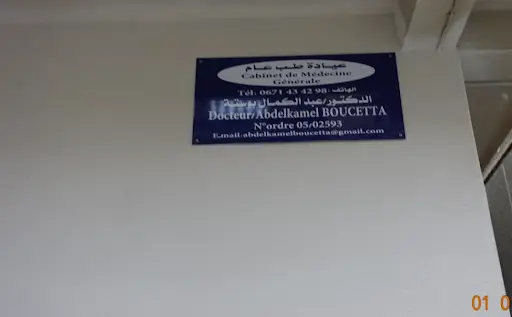 عيادة طب عام
Cabinet de Médecine
Générale
Tél: 0671 43 42 98 الهاتف:
الدكتور/عبد الكمال بوستة
Docteur/Abdelkamel BOUCETTA
N°ordre 05/02593
E.mail:abdelkamelboucetta@gmail.com
01 0